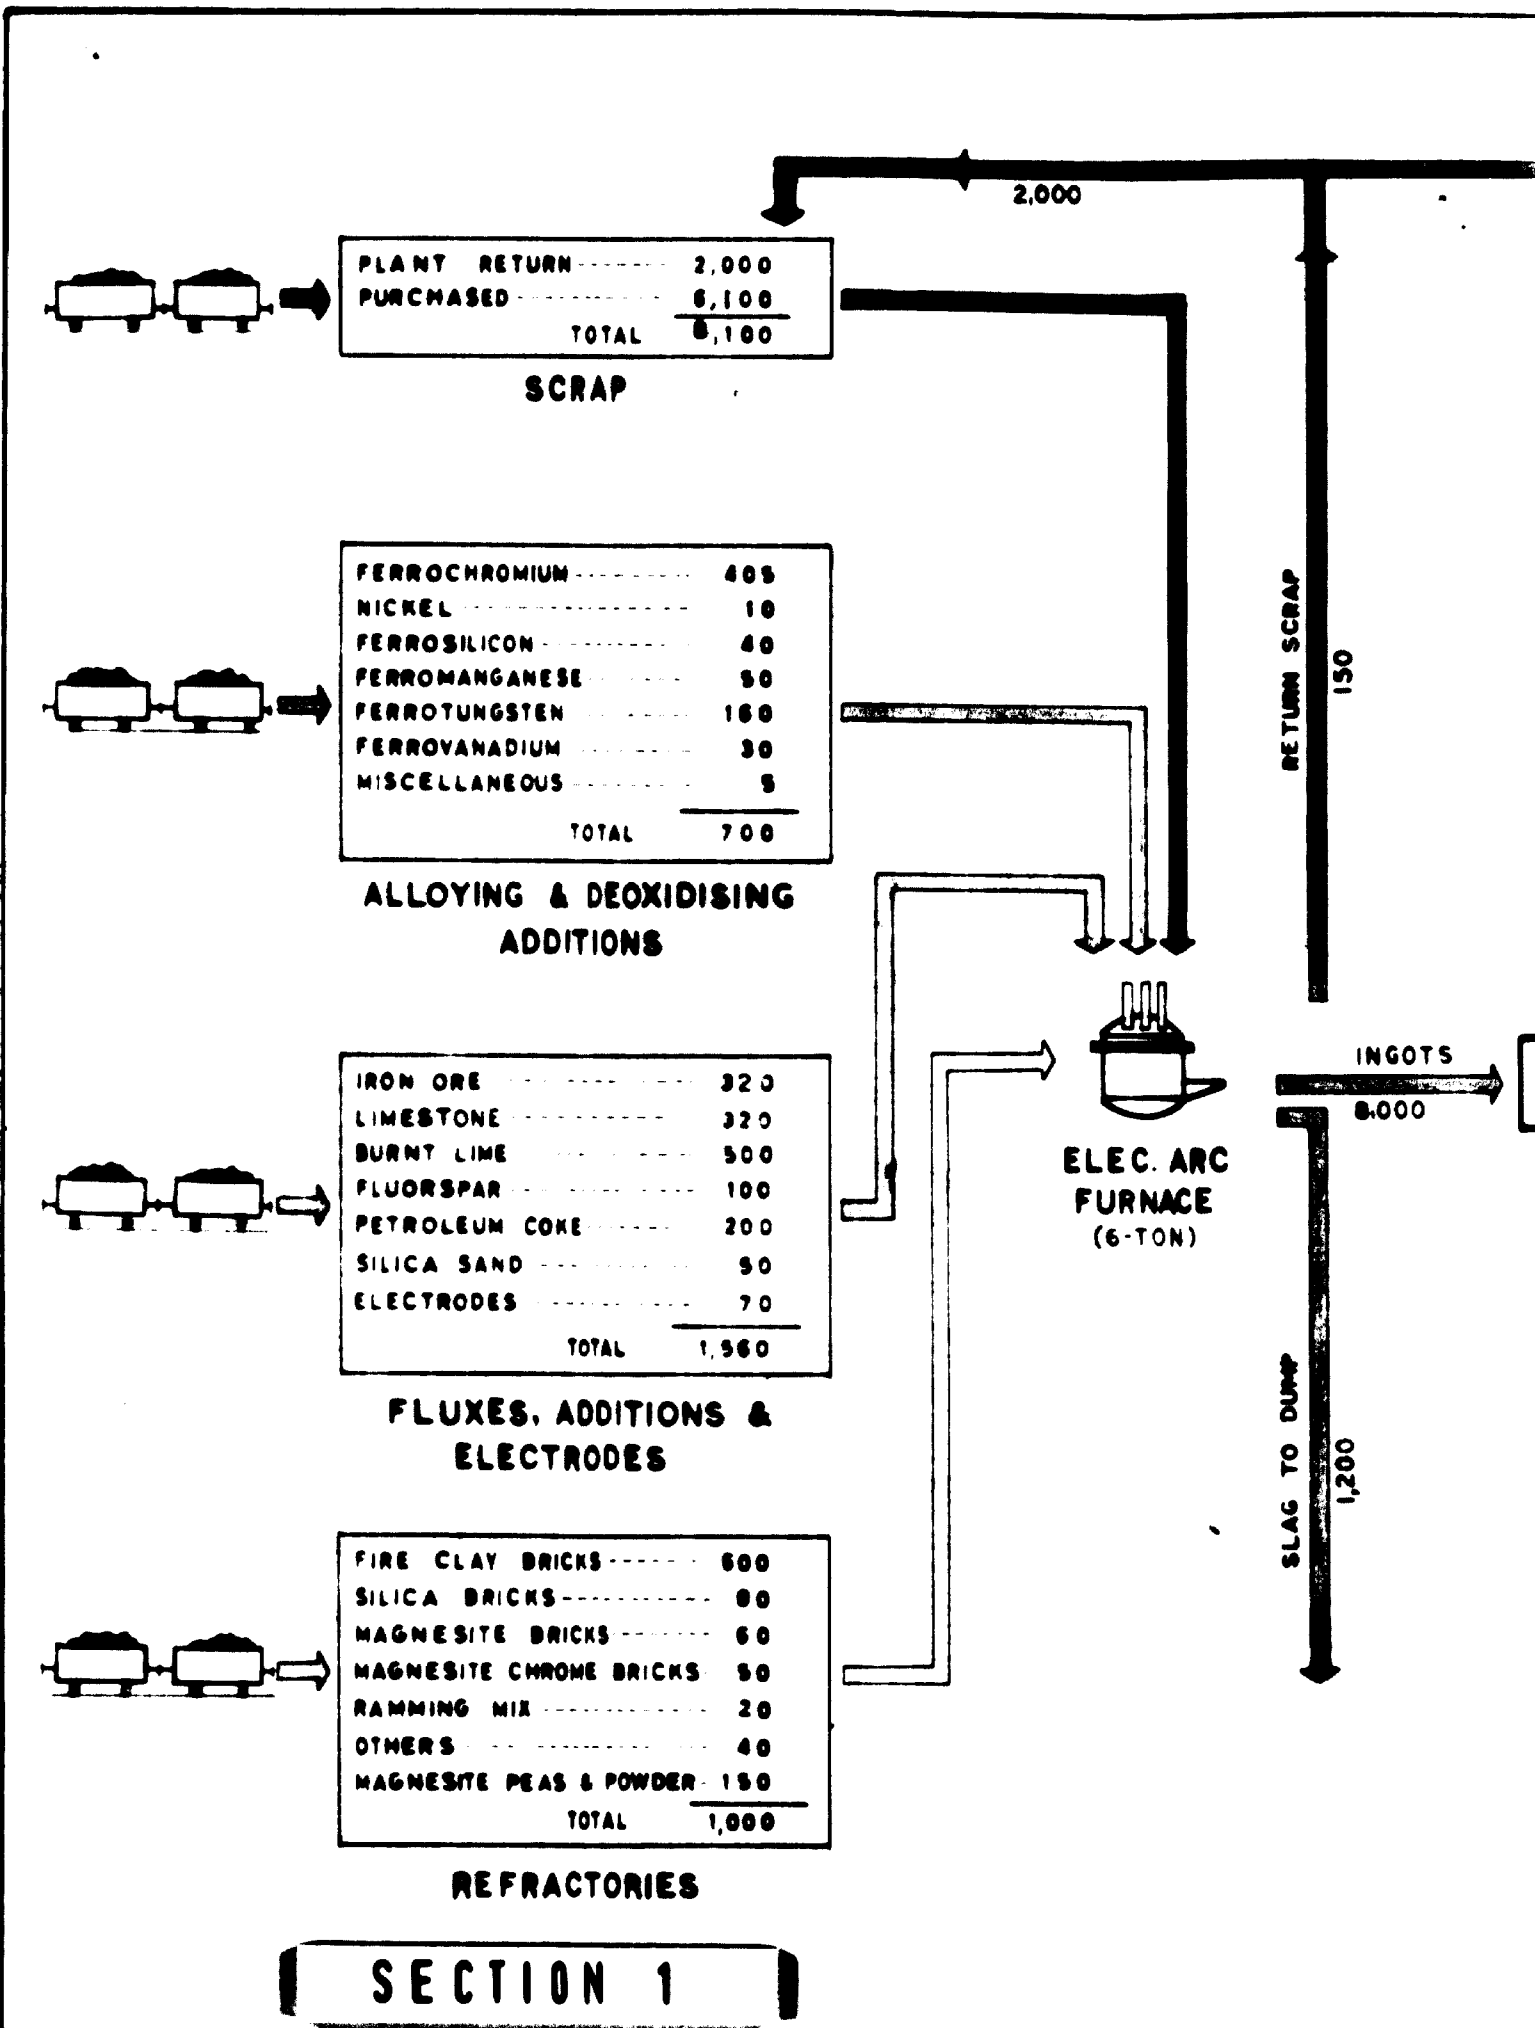 2,000
PLANT RETURN 2,000
PURCHASED 6,100
TOTAL 8,100
SCRAP
FERROCHROMIUM 405
NICKEL 10
FERROSILICON 40
FERROMANGANESE 50
FERROTUNGSTEN 160
FERROVANADIUM 30
MISCELLANEOUS 5
TOTAL 700
ALLOYING & DEOXIDISING
ADDITIONS
RETURN SCRAP
150
IRON ORE 320
LIMESTONE 320
BURNT LIME 500
FLUORSPAR 100
PETROLEUM COKE 200
SILICA SAND 50
ELECTRODES 70
TOTAL 1,560
FLUXES, ADDITIONS &
ELECTRODES
ELEC. ARC
FURNACE
(6-TON)
INGOTS
8,000
SLAG TO DUMP
1,200
FIRE CLAY BRICKS 600
SILICA BRICKS 80
MAGNESITE BRICKS 60
MAGNESITE CHROME BRICKS 50
RAMMING MIX 20
OTHERS 40
MAGNESITE PEAS & POWDER 150
TOTAL 1,000
REFRACTORIES
SECTION 1